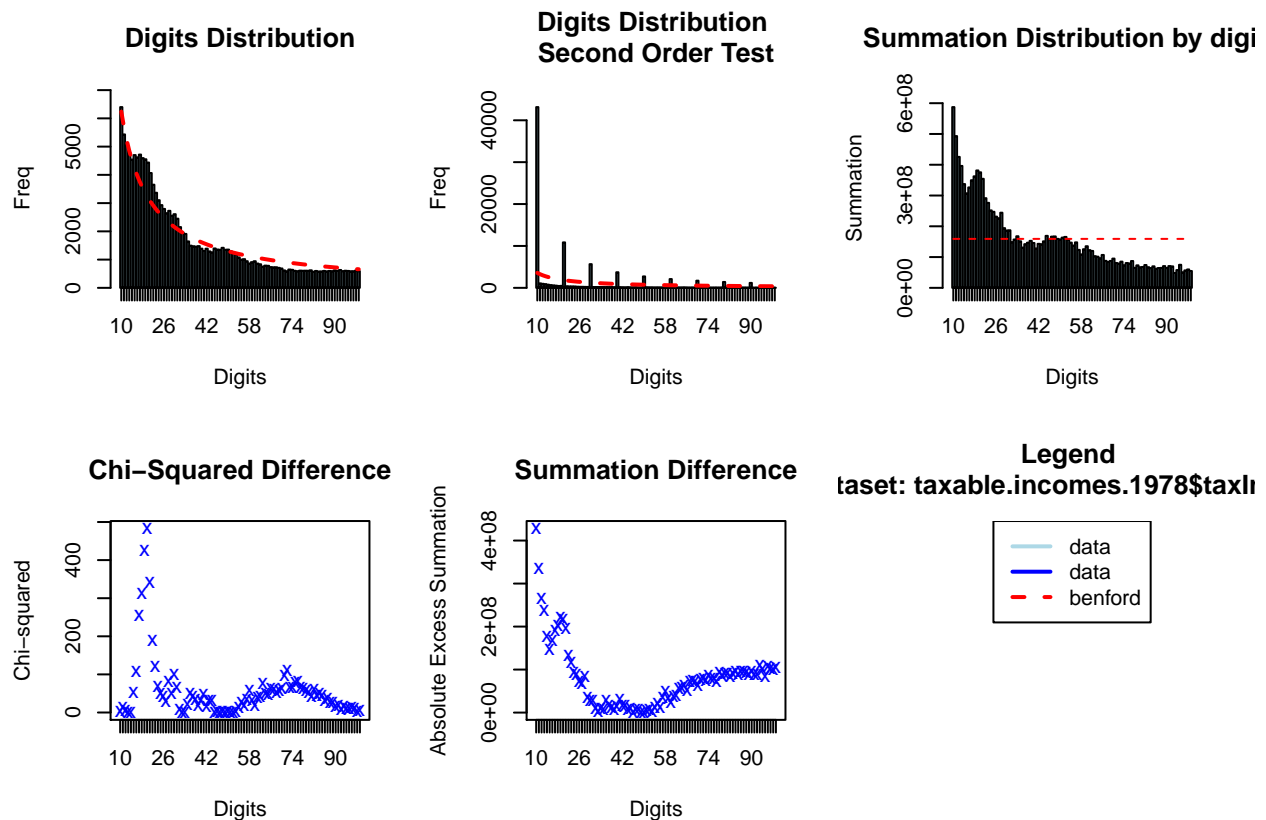 Digits Distribution
Freq
0
2000
5000
10 26 42 58 74 90
Digits
Digits Distribution
Second Order Test
Freq
0
20000
40000
10 26 42 58 74 90
Digits
Summation Distribution by digi
Summation
0e+00
3e+08
6e+08
10 26 42 58 74 90
Digits
Chi−Squared Difference
Chi−squared
0
200
400
10 26 42 58 74 90
Digits
Summation Difference
Absolute Excess Summation
0e+00
2e+08
4e+08
10 26 42 58 74 90
Digits
Legend
taset: taxable.incomes.1978$taxIn
data
data
benford